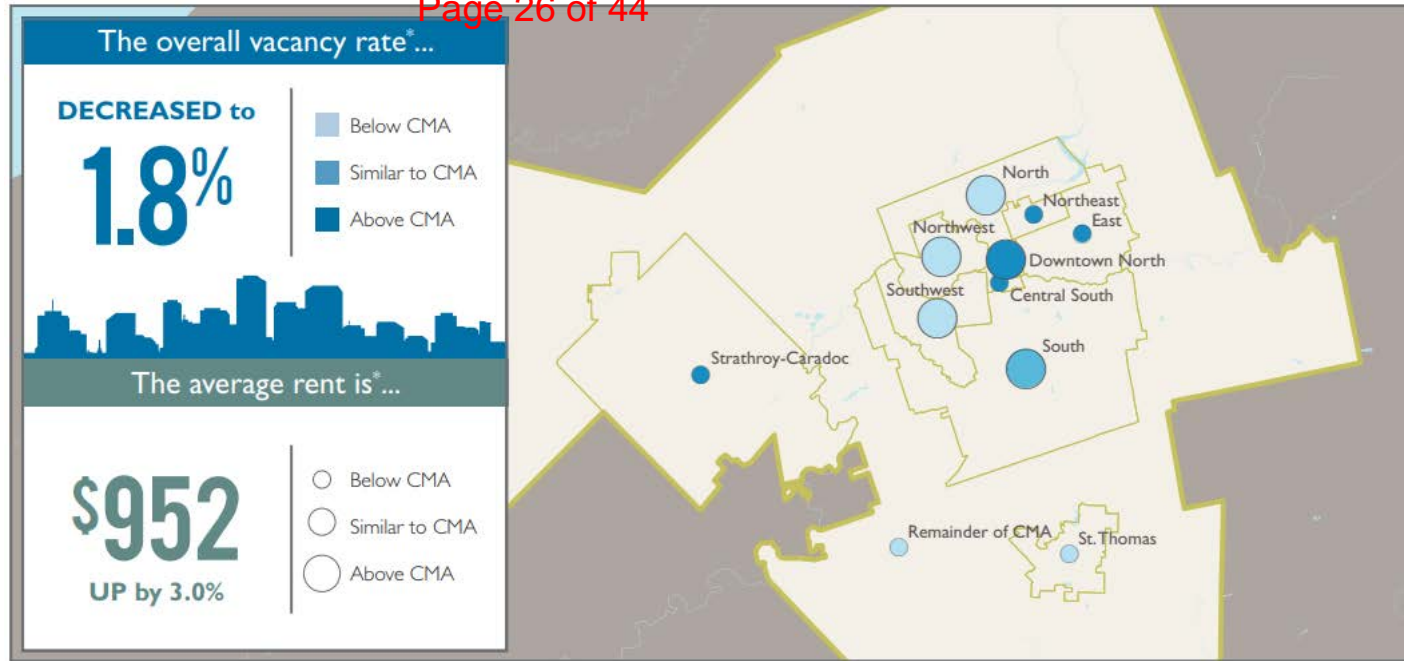 Page 26 of 44
The overall vacancy rate*...
DECREASED to
1.8%
Below CMA
Similar to CMA
Above CMA
The average rent is*...
$952
UP by 3.0%
Below CMA
Similar to CMA
Above CMA
North
Northeast
East
Northwest
Downtown North
Southwest
Central South
South
Strathroy-Caradoc
Remainder of CMA
St. Thomas